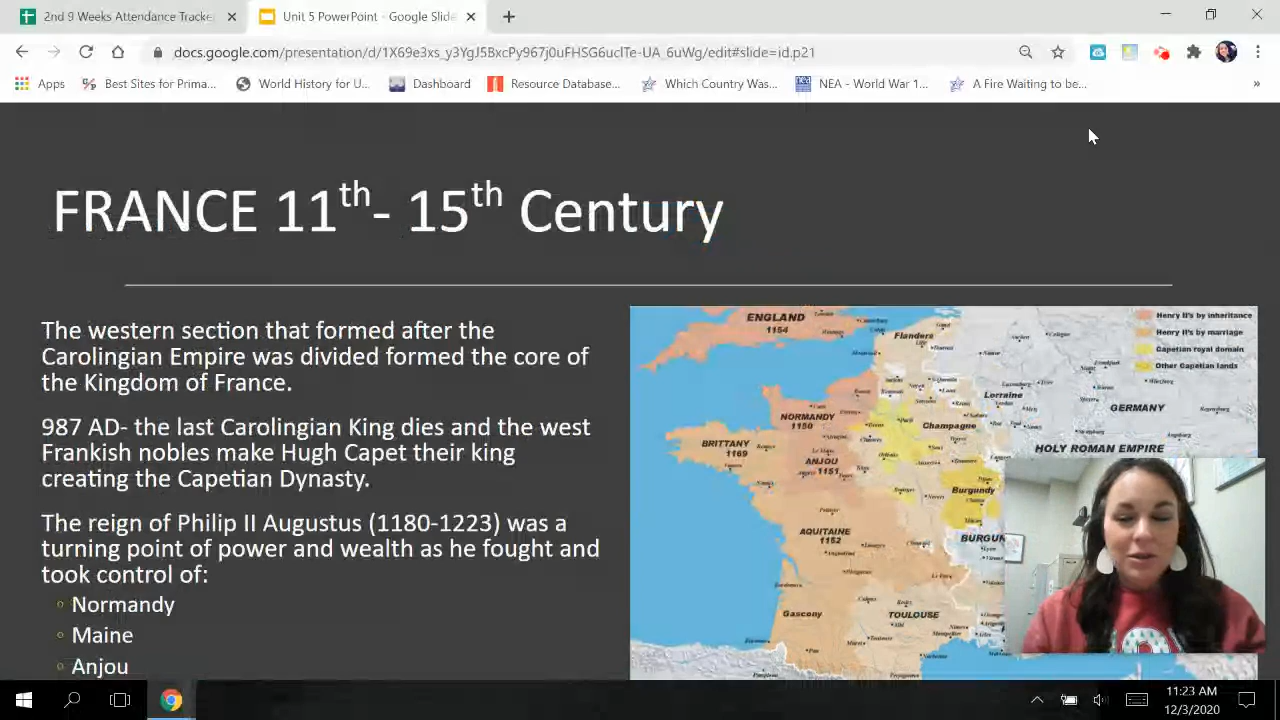 2nd 9 Weeks Attendance Tracke
Unit 5 PowerPoint - Google Slide
docs.google.com/presentation/d/1X69e3xs_y3YgJ5BxcPy967j0uFHSG6uclTe-UA_6uWg/edit#slide=id.p21
Apps
Best Sites for Prima...
World History for U...
Dashboard
Resource Database...
Which Country Was...
NEA - World War 1...
A Fire Waiting to be...
»
FRANCE 11th- 15th Century
The western section that formed after the
Carolingian Empire was divided formed the core of
the Kingdom of France.
987 AD- the last Carolingian King dies and the west
Frankish nobles make Hugh Capet their king
creating the Capetian Dynasty.
The reign of Philip II Augustus (1180-1223) was a
turning point of power and wealth as he fought and
took control of:
Normandy
Maine
Anjou
ENGLAND
1154
Flanders
Henry II's by inheritance
Henry II's by marriage
Capetian royal domain
Other Capetian lands
Lorraine
GERMANY
NORMANDY
1150
Champagne
BRITTANY
1169
HOLY ROMAN EMPIRE
ANJOU
1151
Burgundy
AQUITAINE
1152
BURGUN
Gascony
TOULOUSE
11:23 AM
12/3/2020